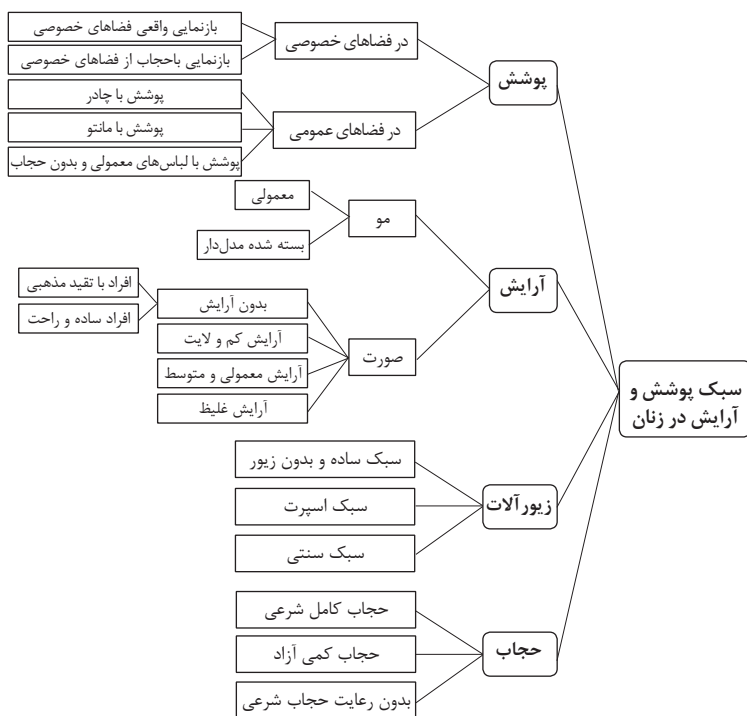 سبک پوشش و
آرایش در زنان
پوشش
در فضاهای خصوصی
بازنمایی واقعی فضاهای خصوصی
بازنمایی باحجاب از فضاهای خصوصی
در فضاهای عمومی
پوشش با چادر
پوشش با مانتو
پوشش با لباس‌های معمولی و بدون حجاب
آرایش
مو
معمولی
بسته شده مدل‌دار
صورت
بدون آرایش
افراد با تقید مذهبی
افراد ساده و راحت
آرایش کم و لایت
آرایش معمولی و متوسط
آرایش غلیظ
زیورآلات
سبک ساده و بدون زیور
سبک اسپرت
سبک سنتی
حجاب
حجاب کامل شرعی
حجاب کمی آزاد
بدون رعایت حجاب شرعی